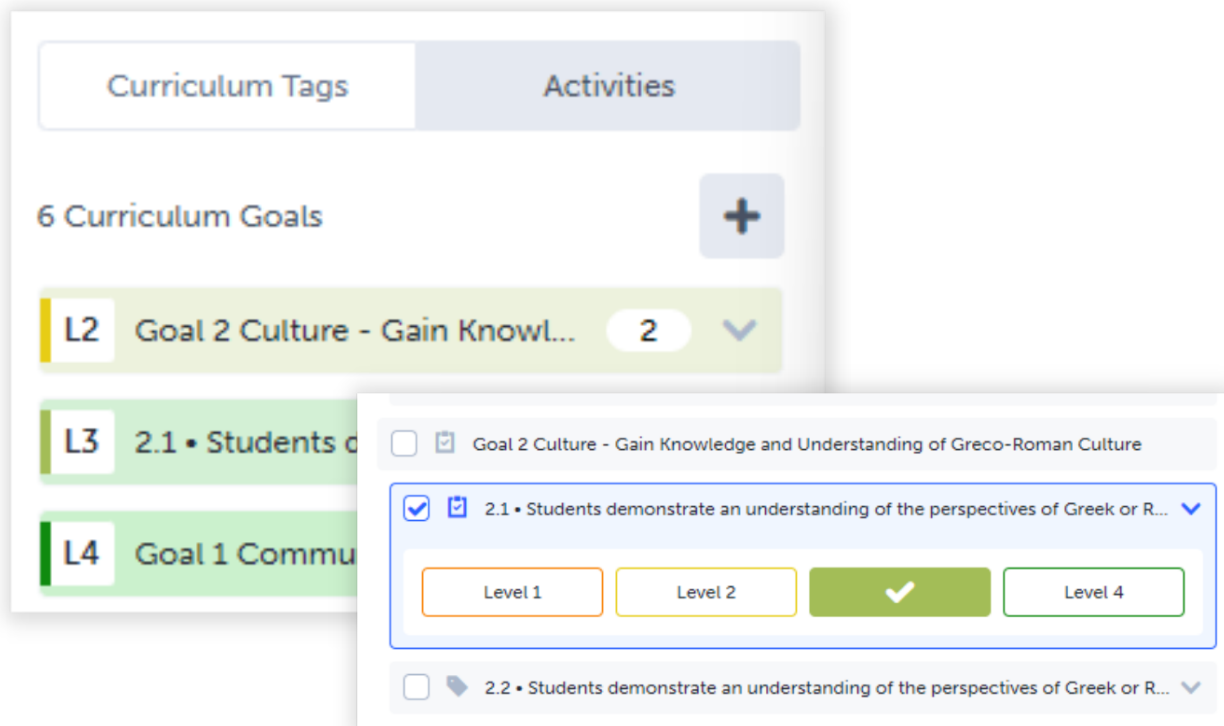 Curriculum Tags Activities
6 Curriculum Goals
L2 Goal 2 Culture - Gain Knowl... 2
L3 2.1 • Students
L4 Goal 1
Goal 2 Culture - Gain Knowledge and Understanding of Greco-Roman Culture
2.1 • Students demonstrate an understanding of the perspectives of Greek or R...
Level 1 Level 2 Level 4
2.2 • Students demonstrate an understanding of the perspectives of Greek or R...